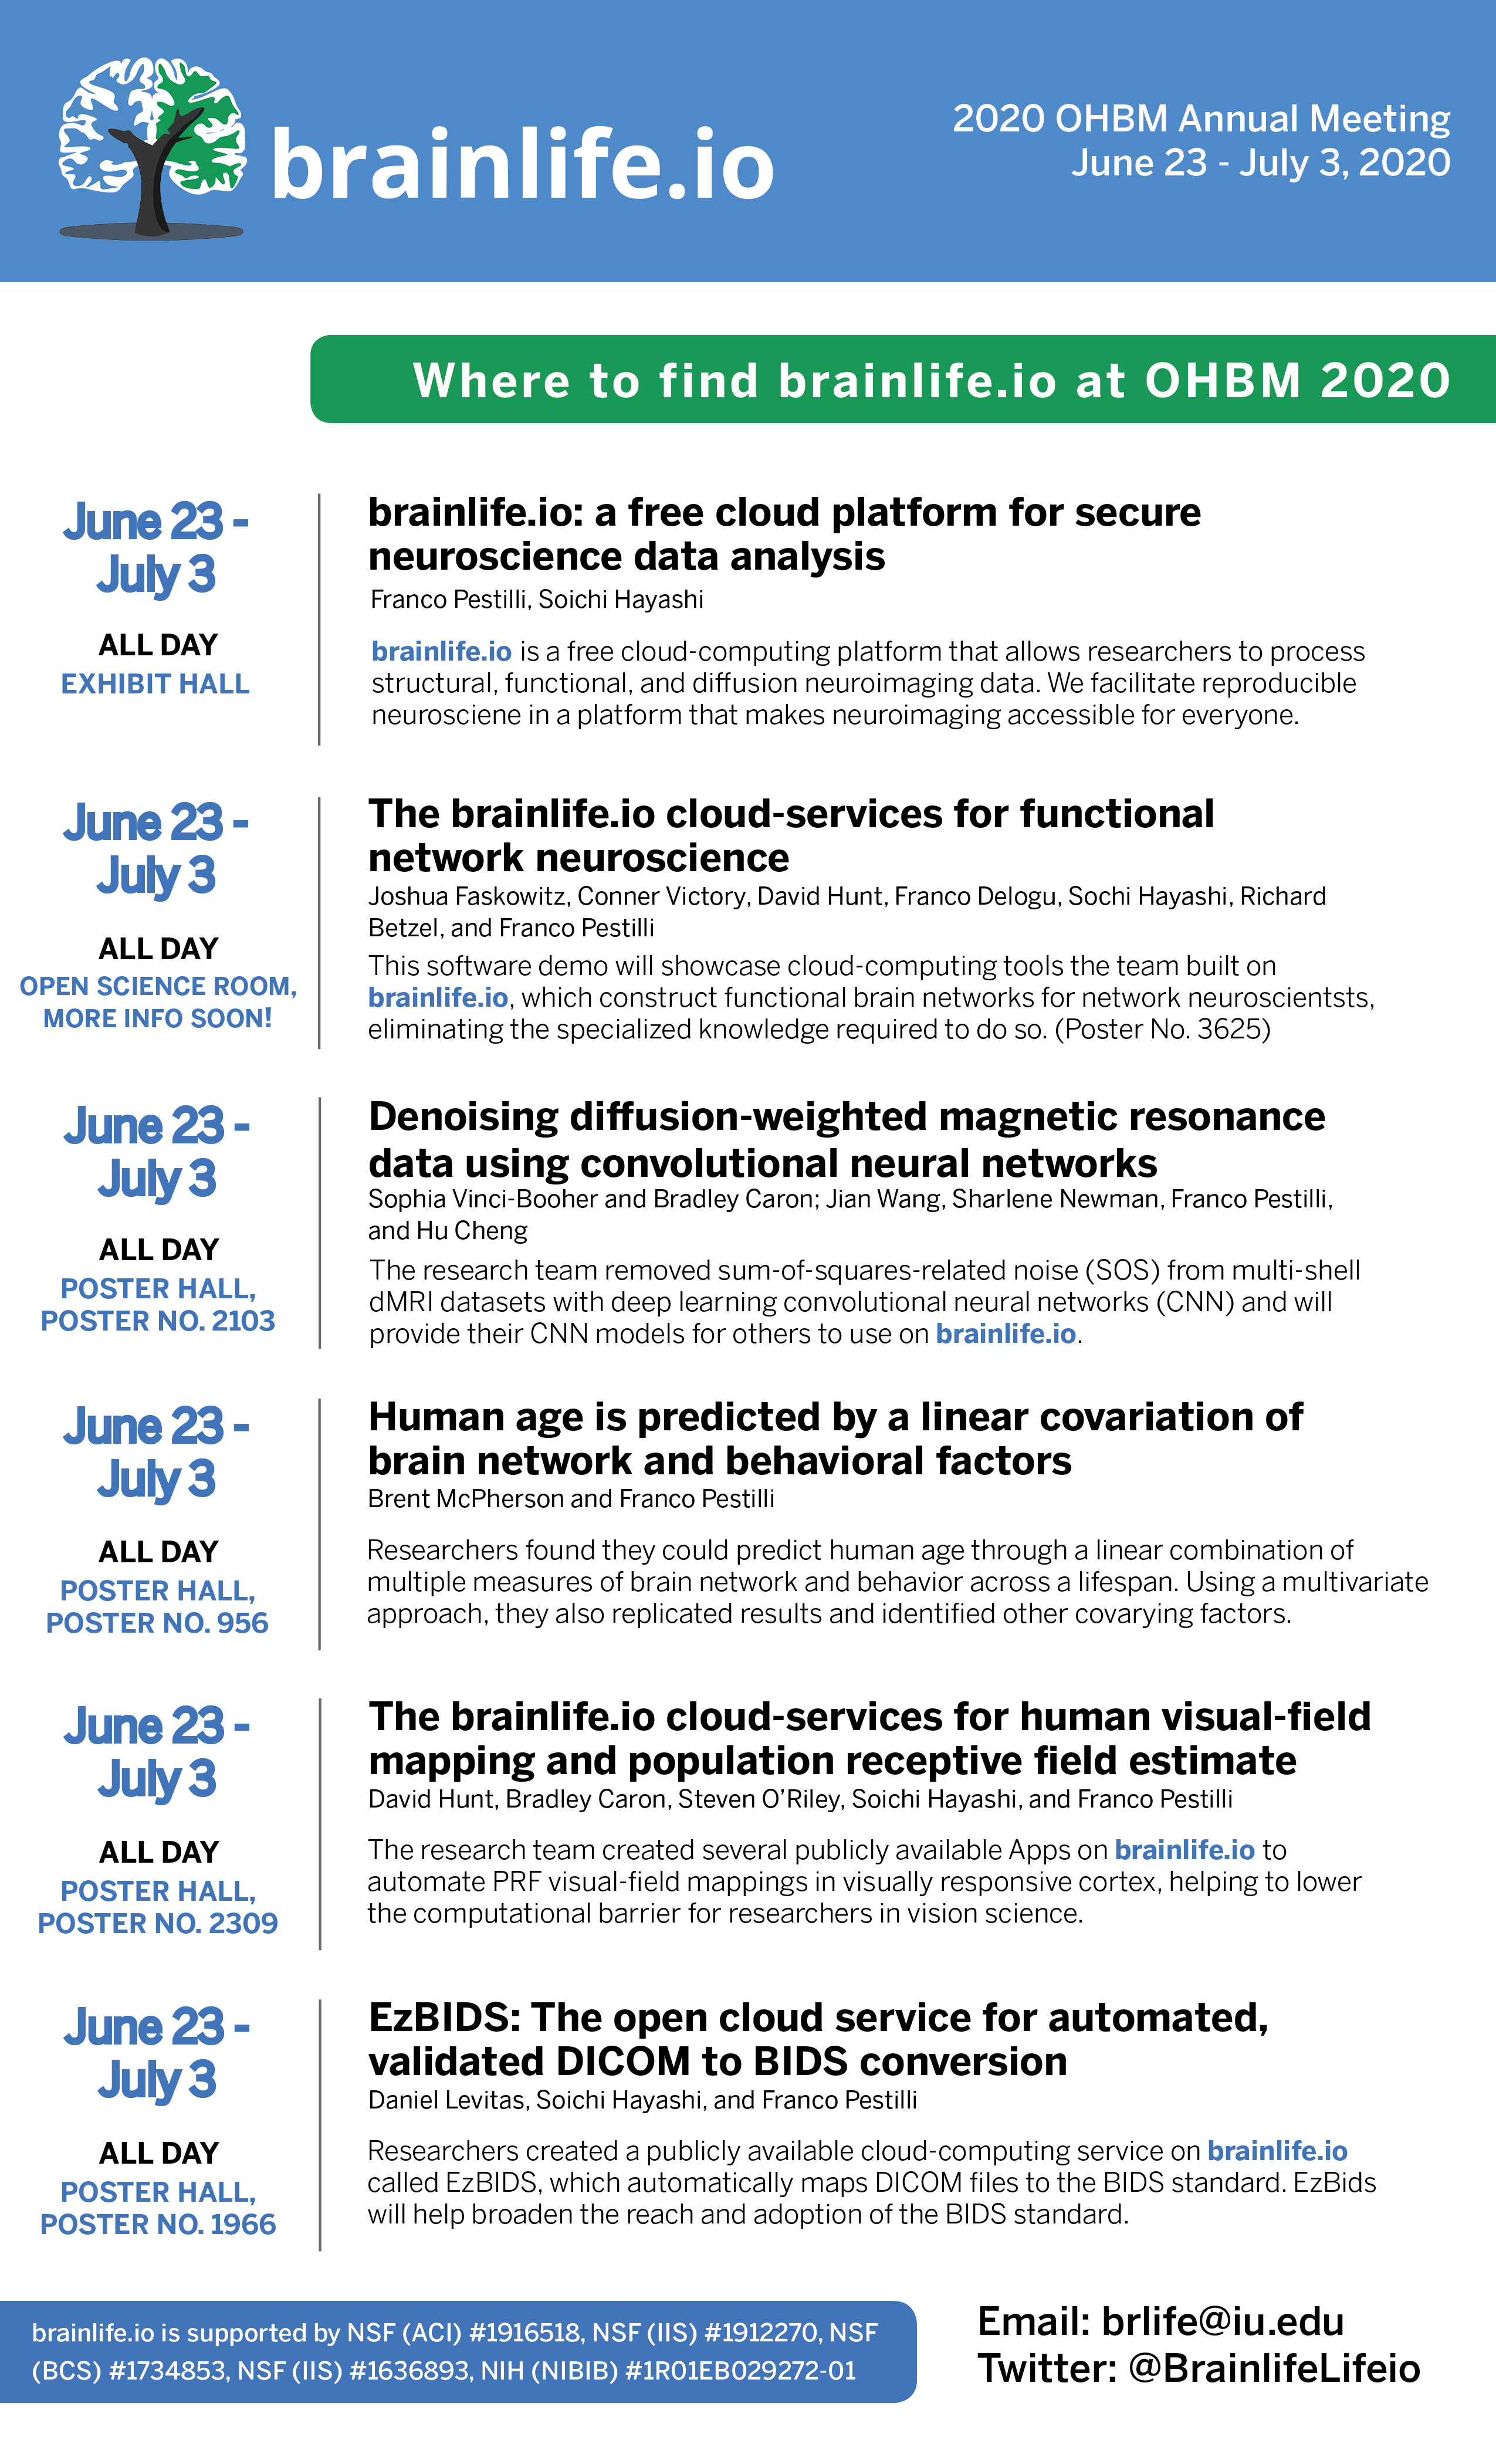 brainlife.io
2020 OHBM Annual Meeting
June 23 - July 3, 2020
Where to find brainlife.io at OHBM 2020
June 23 -
July 3
ALL DAY
EXHIBIT HALL
brainlife.io: a free cloud platform for secure
neuroscience data analysis
Franco Pestilli, Soichi Hayashi
brainlife.io is a free cloud-computing platform that allows researchers to process
structural, functional, and diffusion neuroimaging data. We facilitate reproducible
neurosciene in a platform that makes neuroimaging accessible for everyone.
June 23 -
July 3
ALL DAY
OPEN SCIENCE ROOM,
MORE INFO SOON!
The brainlife.io cloud-services for functional
network neuroscience
Joshua Faskowitz, Conner Victory, David Hunt, Franco Delogu, Sochi Hayashi, Richard
Betzel, and Franco Pestilli
This software demo will showcase cloud-computing tools the team built on
brainlife.io, which construct functional brain networks for network neuroscientsts,
eliminating the specialized knowledge required to do so. (Poster No. 3625)
June 23 -
July 3
ALL DAY
POSTER HALL,
POSTER NO. 2103
Denoising diffusion-weighted magnetic resonance
data using convolutional neural networks
Sophia Vinci-Booher and Bradley Caron; Jian Wang, Sharlene Newman, Franco Pestilli,
and Hu Cheng
The research team removed sum-of-squares-related noise (SOS) from multi-shell
dMRI datasets with deep learning convolutional neural networks (CNN) and will
provide their CNN models for others to use on brainlife.io.
June 23 -
July 3
ALL DAY
POSTER HALL,
POSTER NO. 956
Human age is predicted by a linear covariation of
brain network and behavioral factors
Brent McPherson and Franco Pestilli
Researchers found they could predict human age through a linear combination of
multiple measures of brain network and behavior across a lifespan. Using a multivariate
approach, they also replicated results and identified other covarying factors.
June 23 -
July 3
ALL DAY
POSTER HALL,
POSTER NO. 2309
The brainlife.io cloud-services for human visual-field
mapping and population receptive field estimate
David Hunt, Bradley Caron, Steven O'Riley, Soichi Hayashi, and Franco Pestilli
The research team created several publicly available Apps on brainlife.io to
automate PRF visual-field mappings in visually responsive cortex, helping to lower
the computational barrier for researchers in vision science.
June 23 -
July 3
ALL DAY
POSTER HALL,
POSTER NO. 1966
EzBIDS: The open cloud service for automated,
validated DICOM to BIDS conversion
Daniel Levitas, Soichi Hayashi, and Franco Pestilli
Researchers created a publicly available cloud-computing service on brainlife.io
called EzBIDS, which automatically maps DICOM files to the BIDS standard. EzBids
will help broaden the reach and adoption of the BIDS standard.
brainlife.io is supported by NSF (ACI) #1916518, NSF (IIS) #1912270, NSF
(BCS) #1734853, NSF (IIS) #1636893, NIH (NIBIB) #1R01EB029272-01
Email: brlife@iu.edu
Twitter: @BrainlifeLifeio